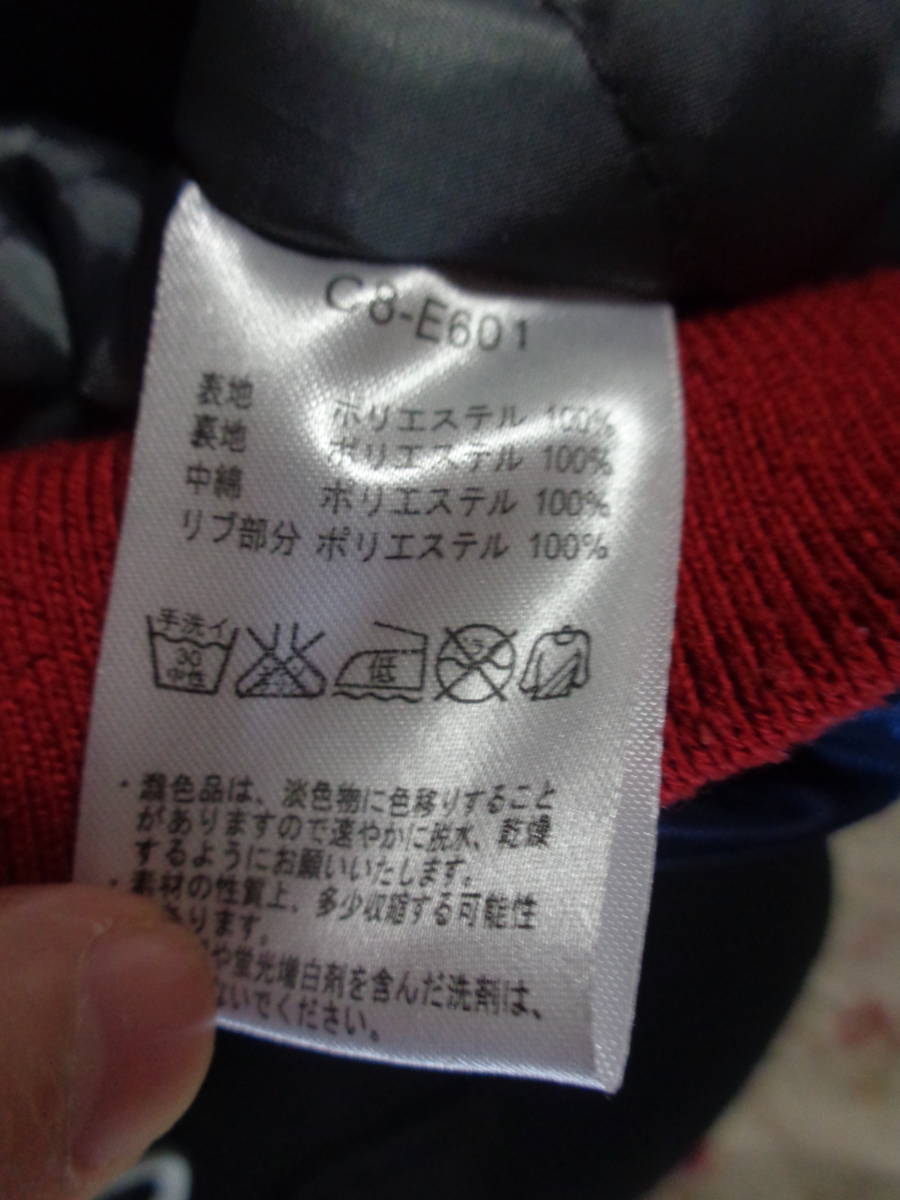 C8-E601
表地 ポリエステル 100%
裏地 ポリエステル 100%
中綿 ポリエステル 100%
リブ部分 ポリエステル 100%
手洗イ
30
中性
低
・濃色品は、淡色物に色移りすること
がありますので速やかに脱水、乾燥
するようにお願いいたします。
・素材の性質上、多少収縮する可能性
あります。
や蛍光増白剤を含んだ洗剤は、
ないでください。